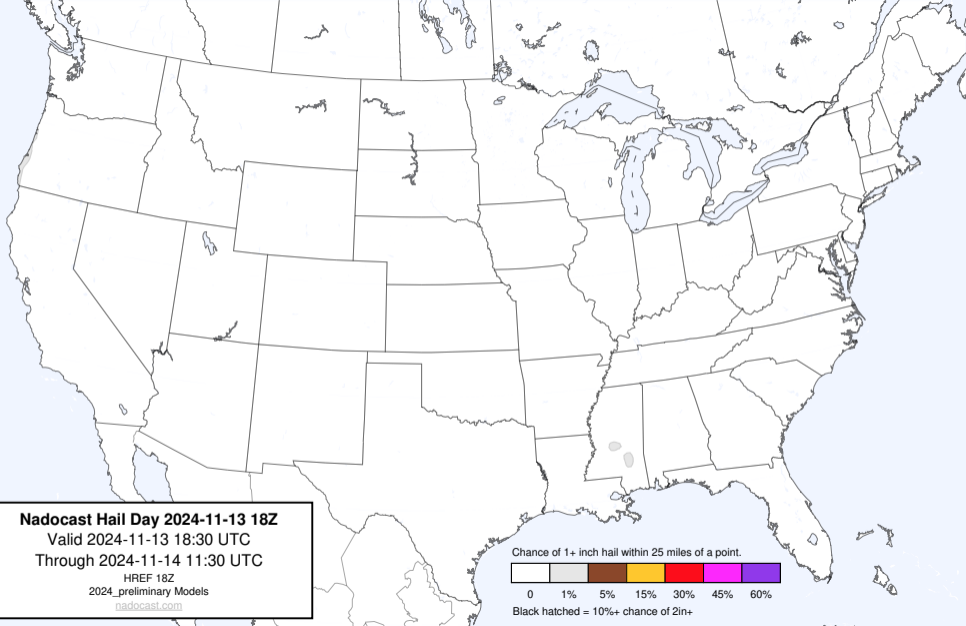 Nadocast Hail Day 2024-11-13 18Z
Valid 2024-11-13 18:30 UTC
Through 2024-11-14 11:30 UTC
HREF 18Z
2024_preliminary Models
nadocast.com
Chance of 1+ inch hail within 25 miles of a point.
0 1% 5% 15% 30% 45% 60%
Black hatched = 10%+ chance of 2in+